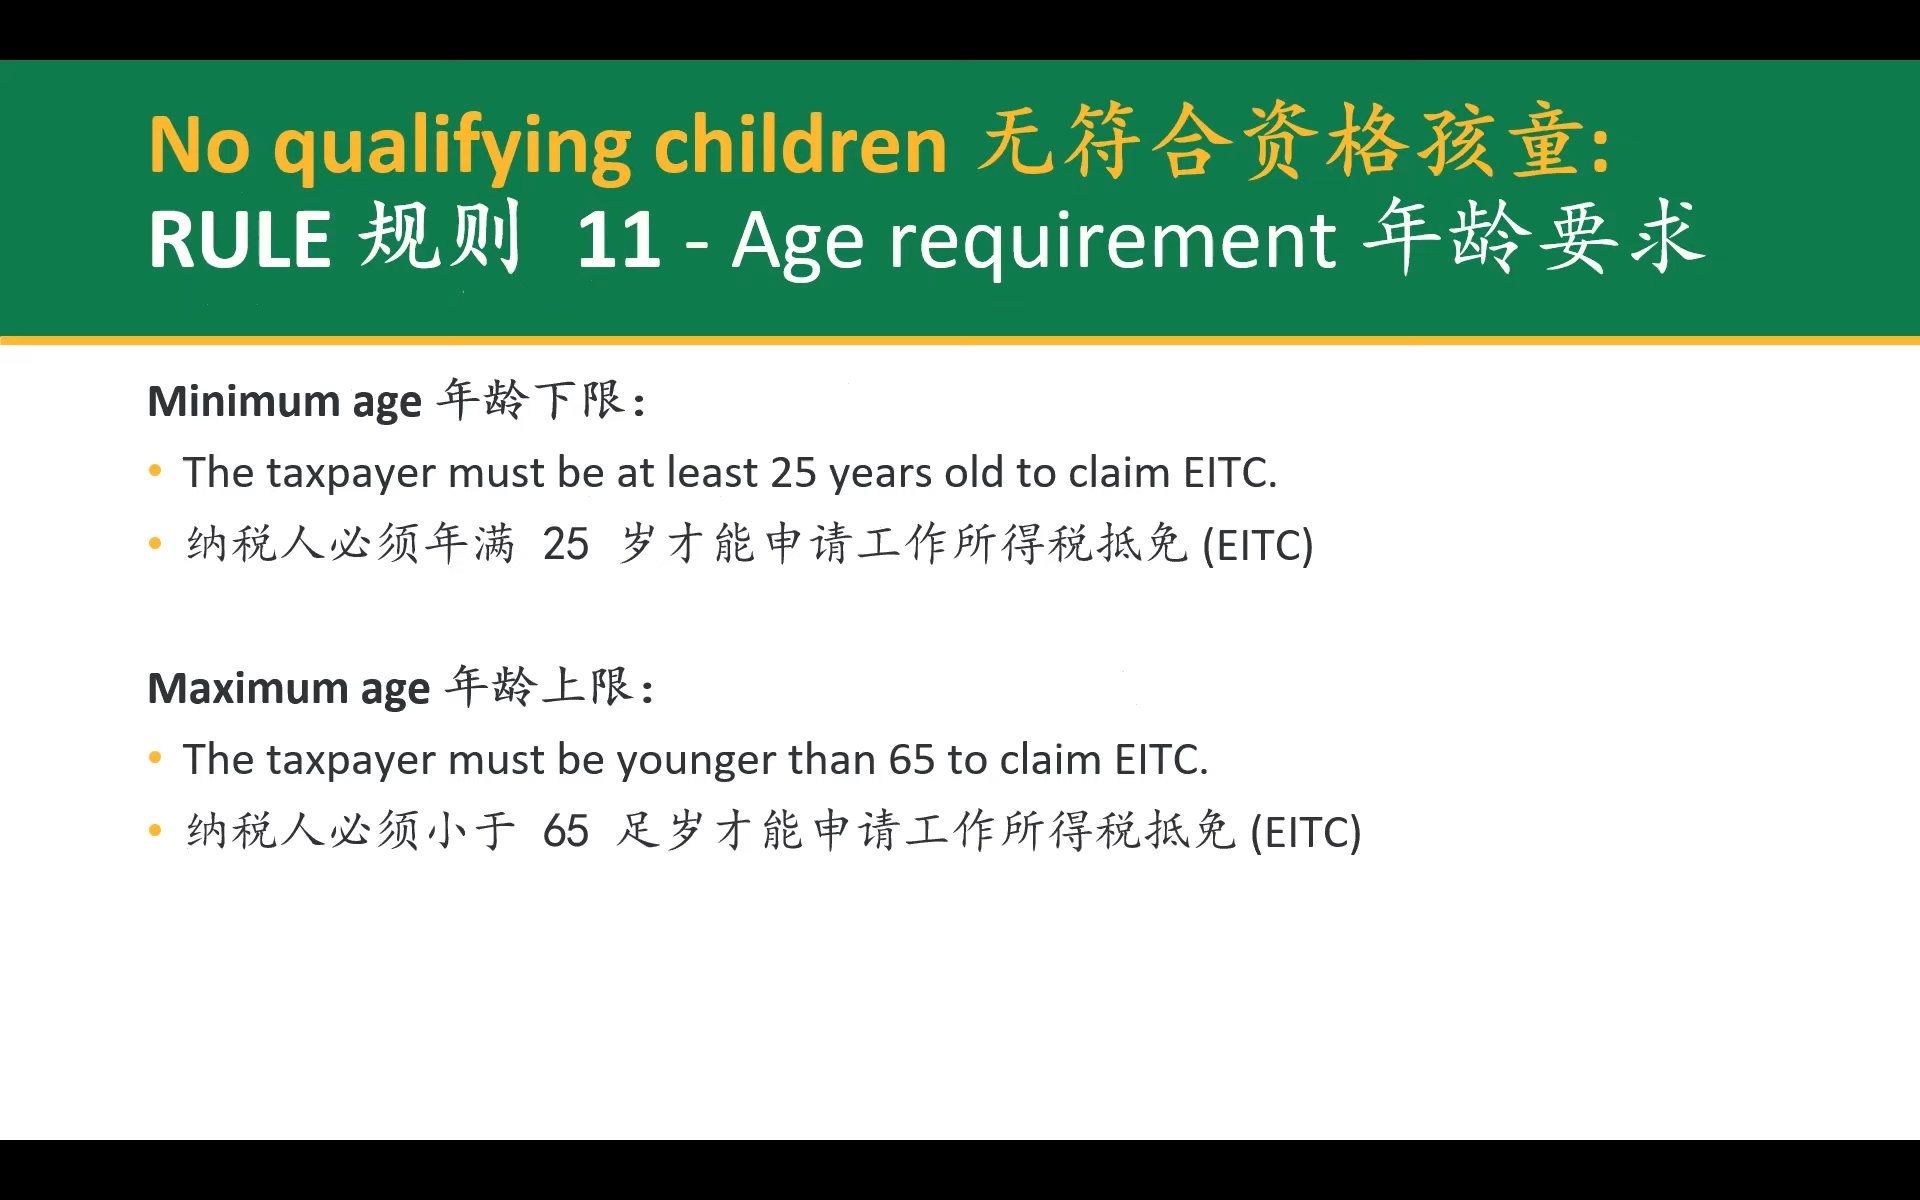 No qualifying children 无符合资格孩童:
RULE 规则 11 - Age requirement 年龄要求
Minimum age 年龄下限:
• The taxpayer must be at least 25 years old to claim EITC.
• 纳税人必须年满 25 岁才能申请工作所得税抵免 (EITC)
Maximum age 年龄上限:
• The taxpayer must be younger than 65 to claim EITC.
• 纳税人必须小于 65 足岁才能申请工作所得税抵免 (EITC)